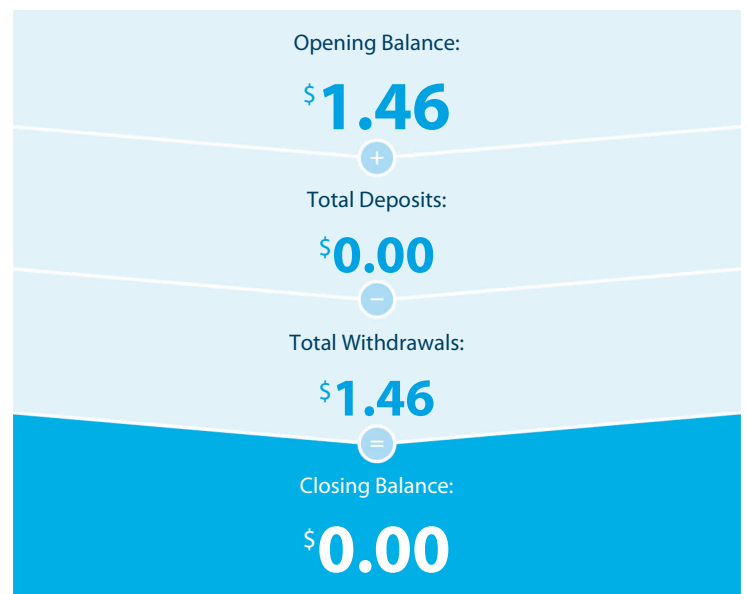 Opening Balance:
$1.46
+
Total Deposits:
$0.00
−
Total Withdrawals:
$1.46
=
Closing Balance:
$0.00